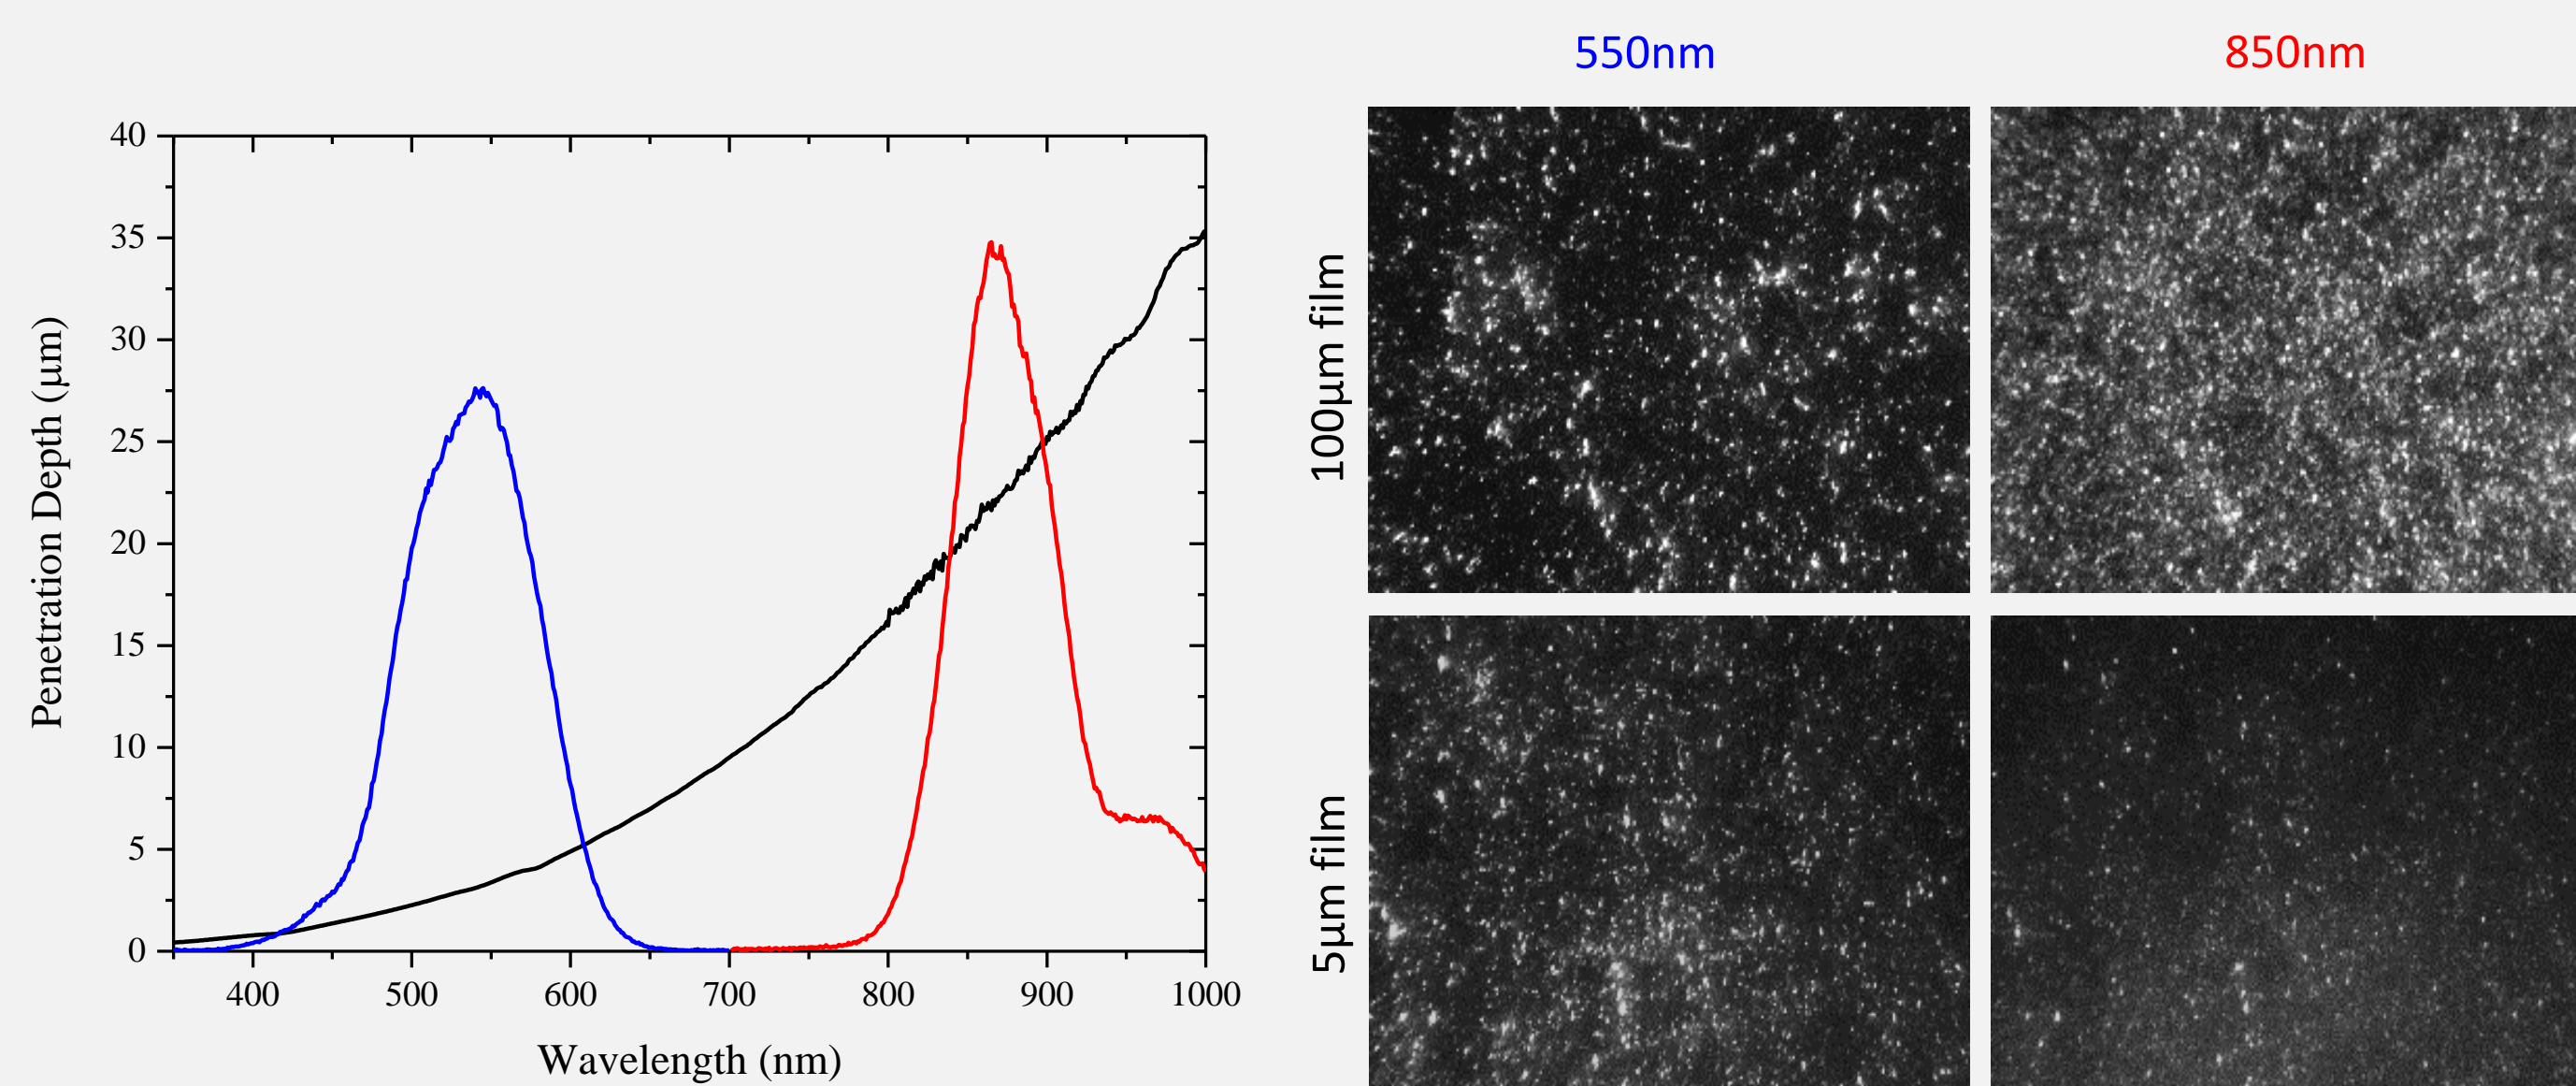 550nm
850nm
40
35
30
25
20
15
10
5
0
Penetration Depth (µm)
400 500 600 700 800 900 1000
Wavelength (nm)
100µm film
5µm film